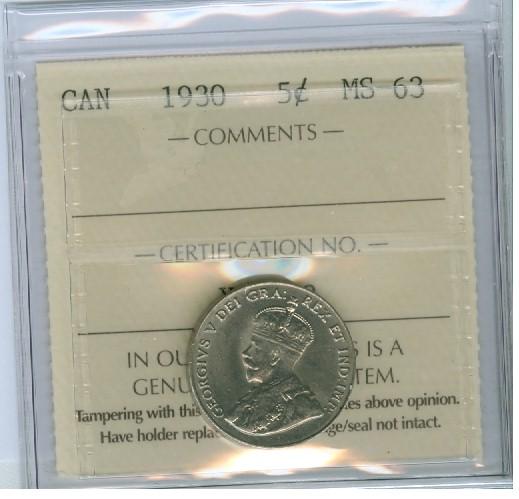 CAN 1930 5¢ MS 63
— COMMENTS —
— CERTIFICATION NO. —
GEORGIVS V DEI GRA: REX ET IND:IMP:
IN OU S IS A
GENU TEM.
Tampering with this es above opinion.
Have holder repla ge/seal not intact.